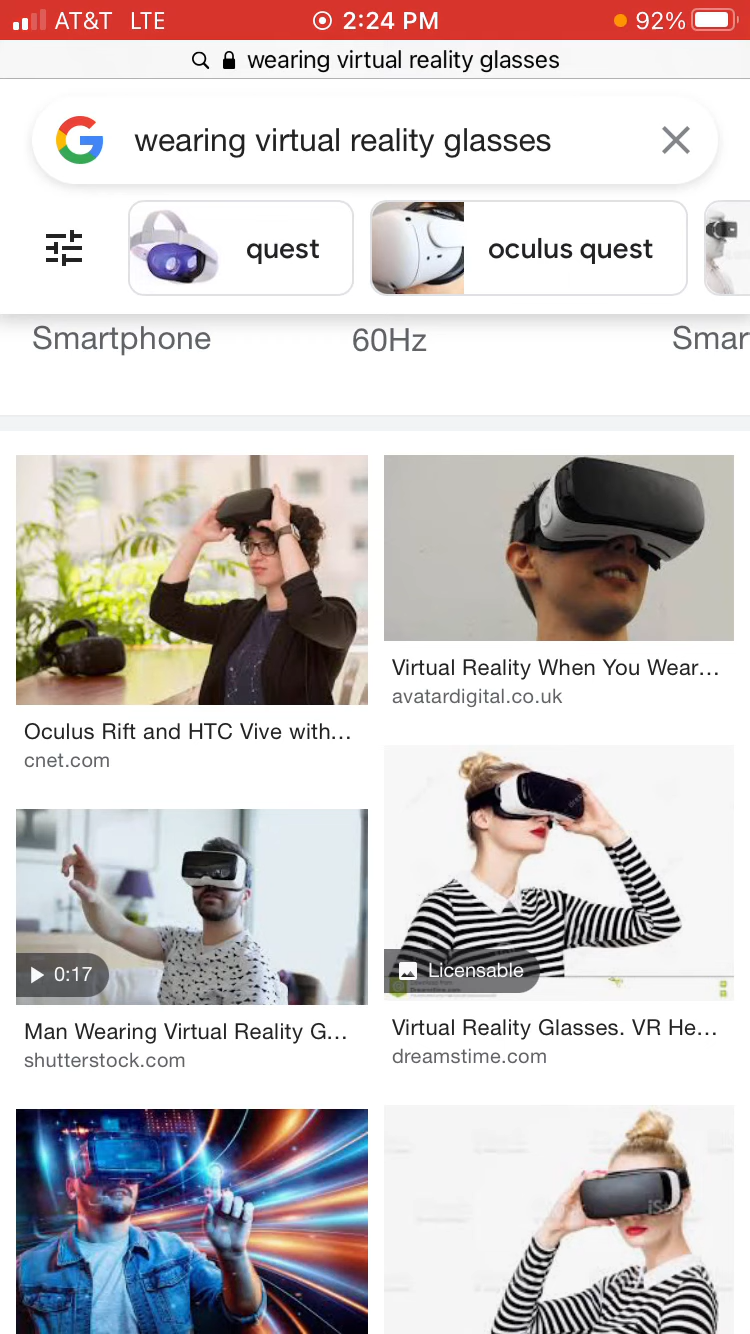 AT&T LTE 2:24 PM 92%
wearing virtual reality glasses
wearing virtual reality glasses
quest oculus quest
Smartphone 60Hz Smar
Virtual Reality When You Wear...
avatardigital.co.uk
Oculus Rift and HTC Vive with...
cnet.com
0:17
Licensable
Man Wearing Virtual Reality G...
shutterstock.com
Virtual Reality Glasses. VR He...
dreamstime.com